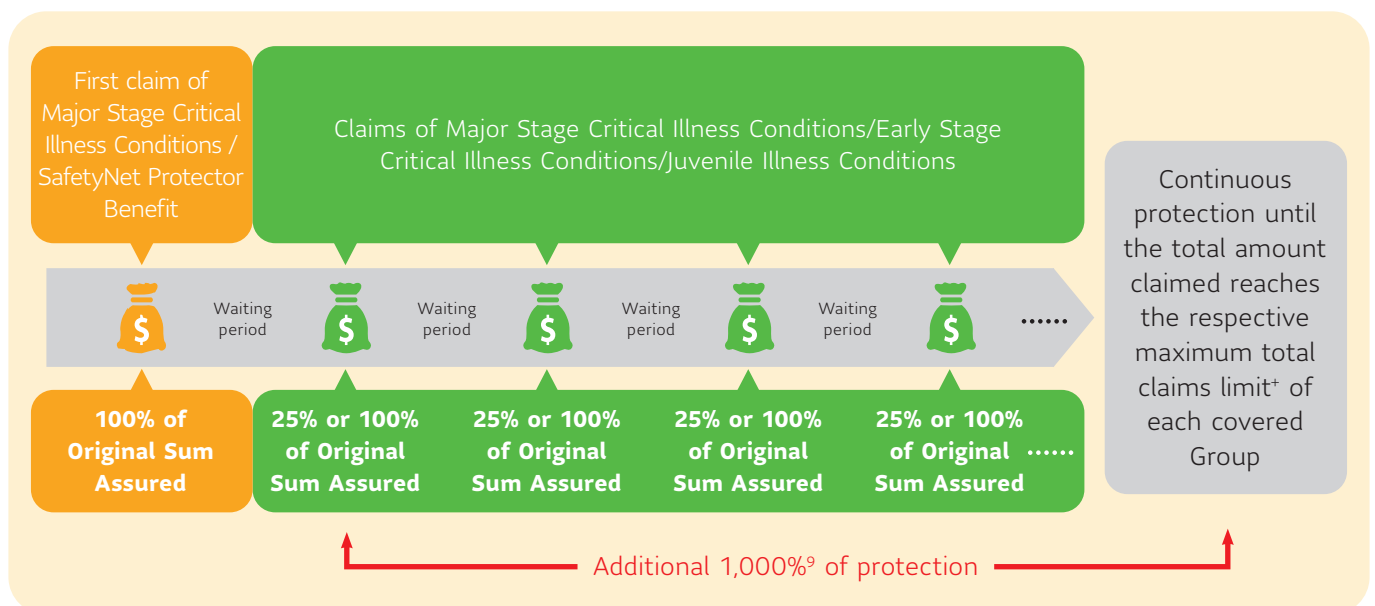 First claim of
Major Stage Critical
Illness Conditions /
SafetyNet Protector
Benefit
Claims of Major Stage Critical Illness Conditions/Early Stage
Critical Illness Conditions/Juvenile Illness Conditions
$
Waiting
period
$
Waiting
period
$
Waiting
period
$
Waiting
period
$
......
100% of
Original Sum
Assured
25% or 100%
of Original
Sum Assured
25% or 100%
of Original
Sum Assured
25% or 100%
of Original
Sum Assured
25% or 100%
of Original
Sum Assured
......
Continuous
protection until
the total amount
claimed reaches
the respective
maximum total
claims limit⁺ of
each covered
Group
Additional 1,000%⁹ of protection